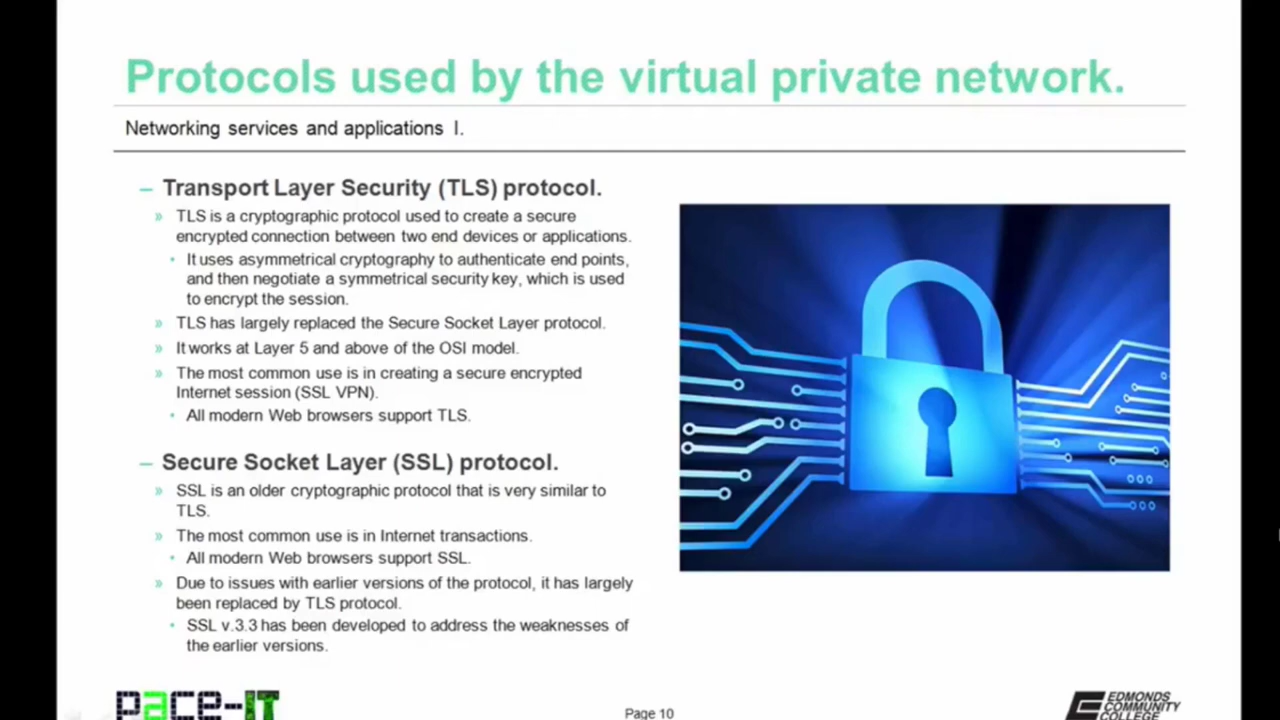 Protocols used by the virtual private network.
Networking services and applications I.
– Transport Layer Security (TLS) protocol.
» TLS is a cryptographic protocol used to create a secure
encrypted connection between two end devices or applications.
• It uses asymmetrical cryptography to authenticate end points,
and then negotiate a symmetrical security key, which is used
to encrypt the session.
» TLS has largely replaced the Secure Socket Layer protocol.
» It works at Layer 5 and above of the OSI model.
» The most common use is in creating a secure encrypted
Internet session (SSL VPN).
• All modern Web browsers support TLS.
– Secure Socket Layer (SSL) protocol.
» SSL is an older cryptographic protocol that is very similar to
TLS.
» The most common use is in Internet transactions.
• All modern Web browsers support SSL.
» Due to issues with earlier versions of the protocol, it has largely
been replaced by TLS protocol.
• SSL v.3.3 has been developed to address the weaknesses of
the earlier versions.
pace-IT
Page 10
EDMONDS
COMMUNITY
COLLEGE